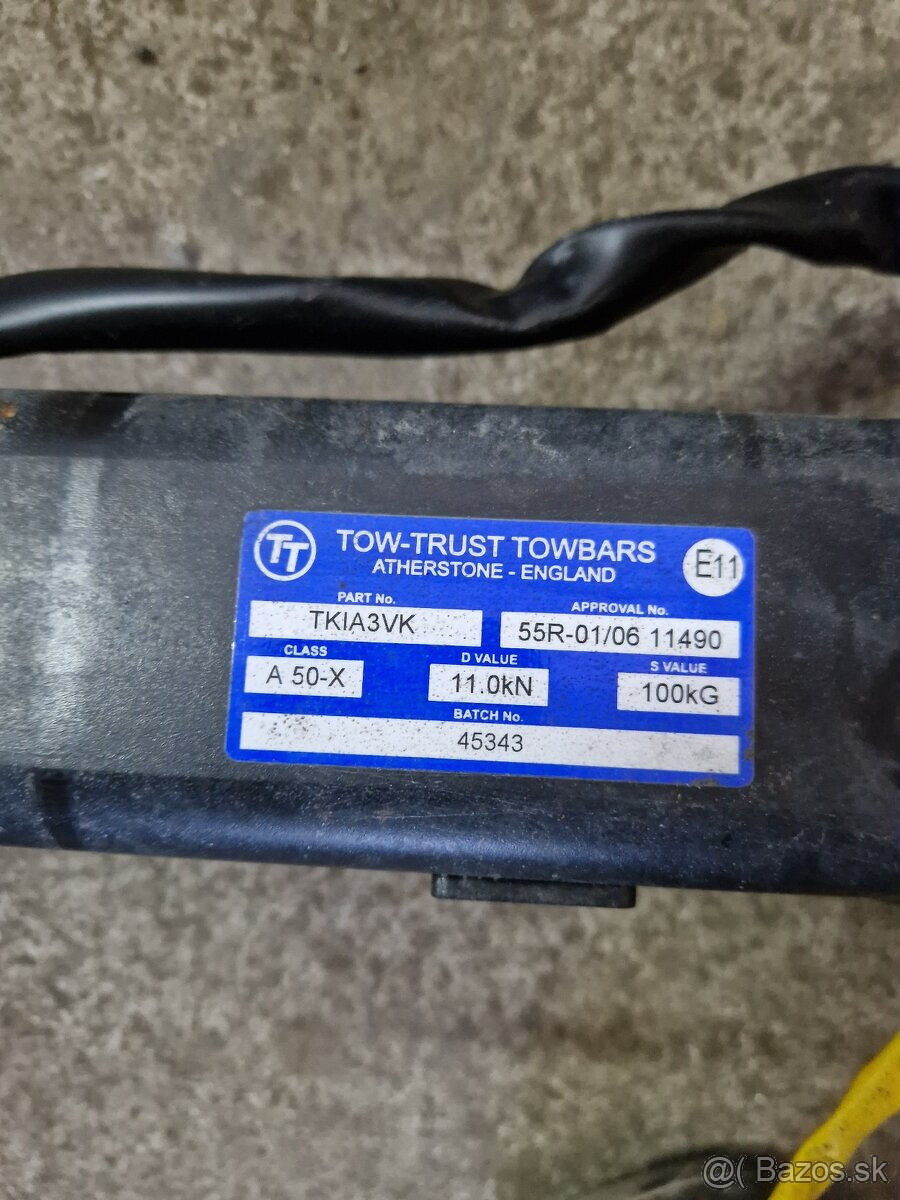 TT
TOW-TRUST TOWBARS
ATHERSTONE - ENGLAND
E11
PART No.
TKIA3VK
APPROVAL No.
55R-01/06 11490
CLASS
A 50-X
D VALUE
11.0kN
S VALUE
100kG
BATCH No.
45343
@( Bazos.sk